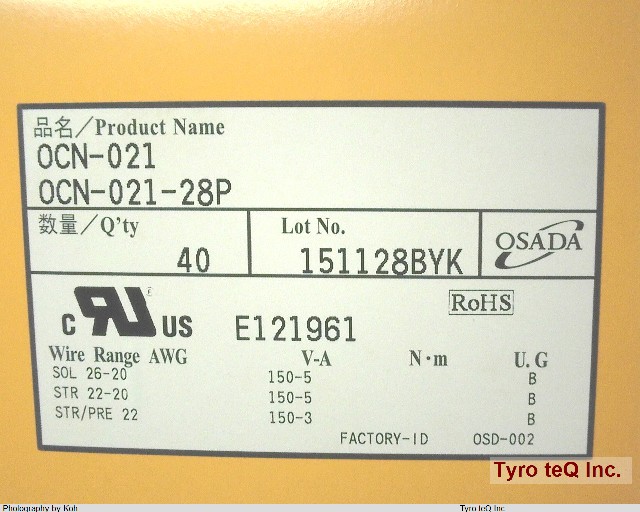 品名／Product Name
OCN-021
OCN-021-28P
数量／Q'ty
40
Lot No.
151128BYK
OSADA
RoHS
c RU US E121961
Wire Range AWG V-A N·m U.G
SOL 26-20 150-5 B
STR 22-20 150-5 B
STR/PRE 22 150-3 B
FACTORY-ID OSD-002
Tyro teQ Inc.
Photography by Koh Tyro teQ Inc